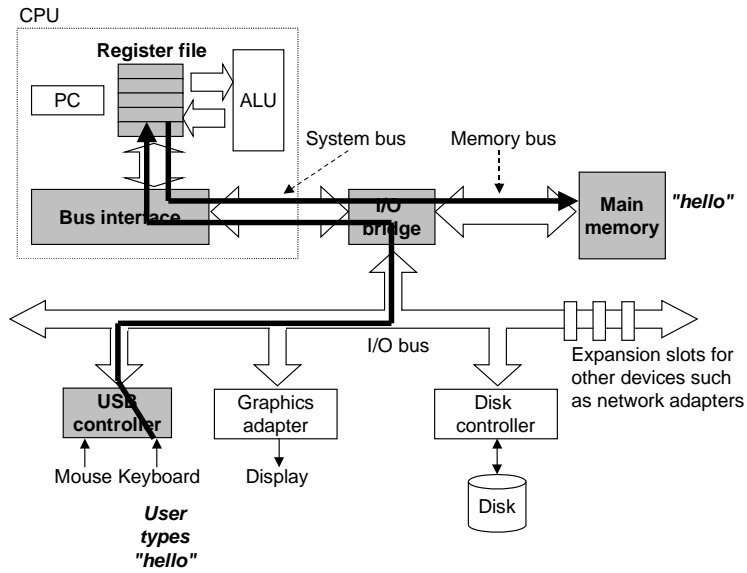 CPU
Register file
PC
ALU
System bus
Memory bus
Bus interface
I/O
bridge
Main
memory
"hello"
I/O bus
Expansion slots for
other devices such
as network adapters
USB
controller
Graphics
adapter
Disk
controller
Mouse
Keyboard
Display
Disk
User
types
"hello"